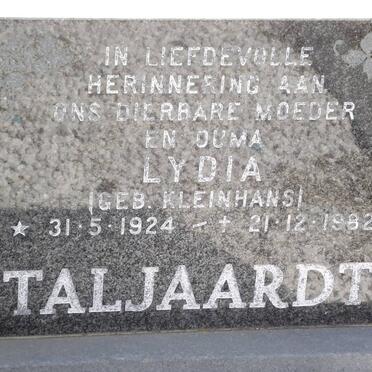 IN LIEFDEVOLLE
HERINNERING AAN
ONS DIERBARE MOEDER
EN OUMA
LYDIA
(GEB. KLEINHANS)
★ 31·5·1924 – + 21·12·1982
TALJAARDT